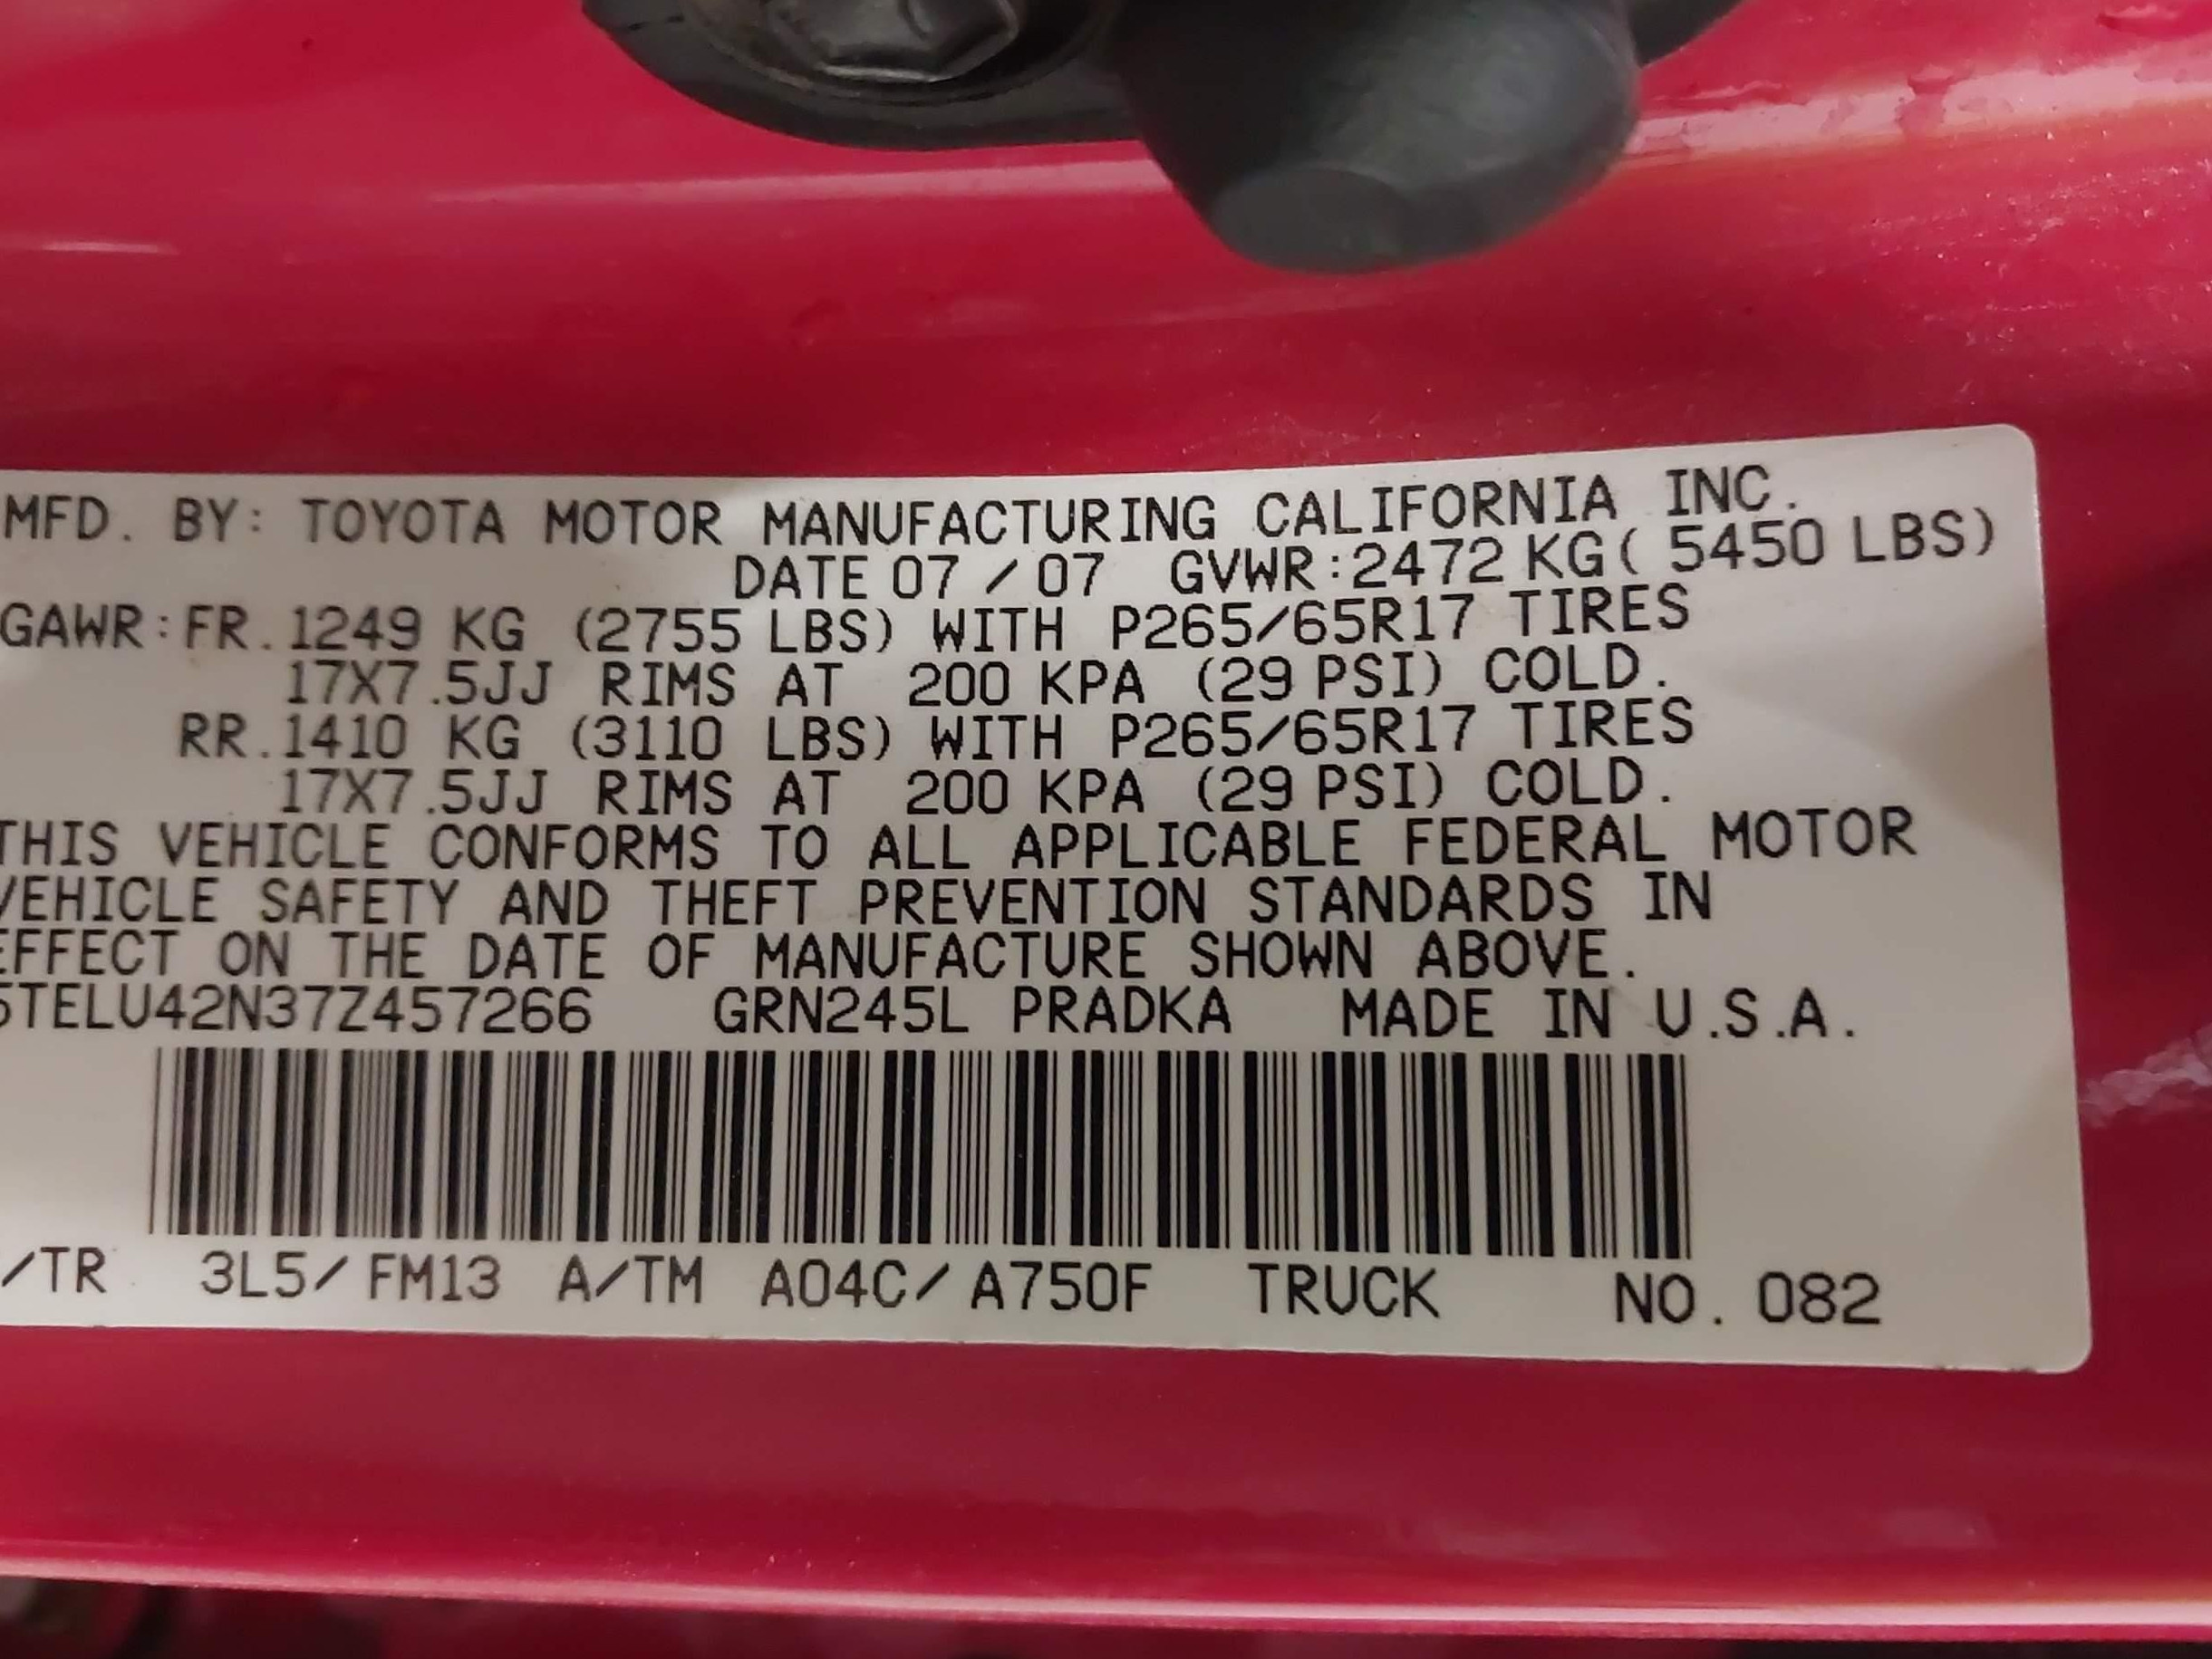 MFD. BY: TOYOTA MOTOR MANUFACTURING CALIFORNIA INC.
DATE 07/07 GVWR:2472 KG( 5450 LBS)
GAWR:FR.1249 KG (2755 LBS) WITH P265/65R17 TIRES
17X7.5JJ RIMS AT 200 KPA (29 PSI) COLD.
RR.1410 KG (3110 LBS) WITH P265/65R17 TIRES
17X7.5JJ RIMS AT 200 KPA (29 PSI) COLD.
THIS VEHICLE CONFORMS TO ALL APPLICABLE FEDERAL MOTOR
VEHICLE SAFETY AND THEFT PREVENTION STANDARDS IN
EFFECT ON THE DATE OF MANUFACTURE SHOWN ABOVE.
5TELU42N37Z457266 GRN245L PRADKA MADE IN U.S.A.
/TR 3L5/FM13 A/TM A04C/A750F TRUCK NO. 082